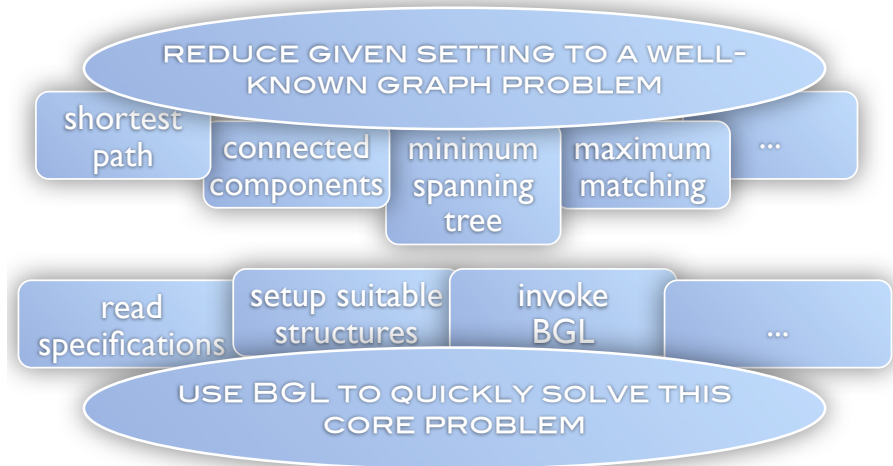 REDUCE GIVEN SETTING TO A WELL-
KNOWN GRAPH PROBLEM
shortest
path
connected
components
minimum
spanning
tree
maximum
matching
...
read
specifications
setup suitable
structures
invoke
BGL
...
USE BGL TO QUICKLY SOLVE THIS
CORE PROBLEM